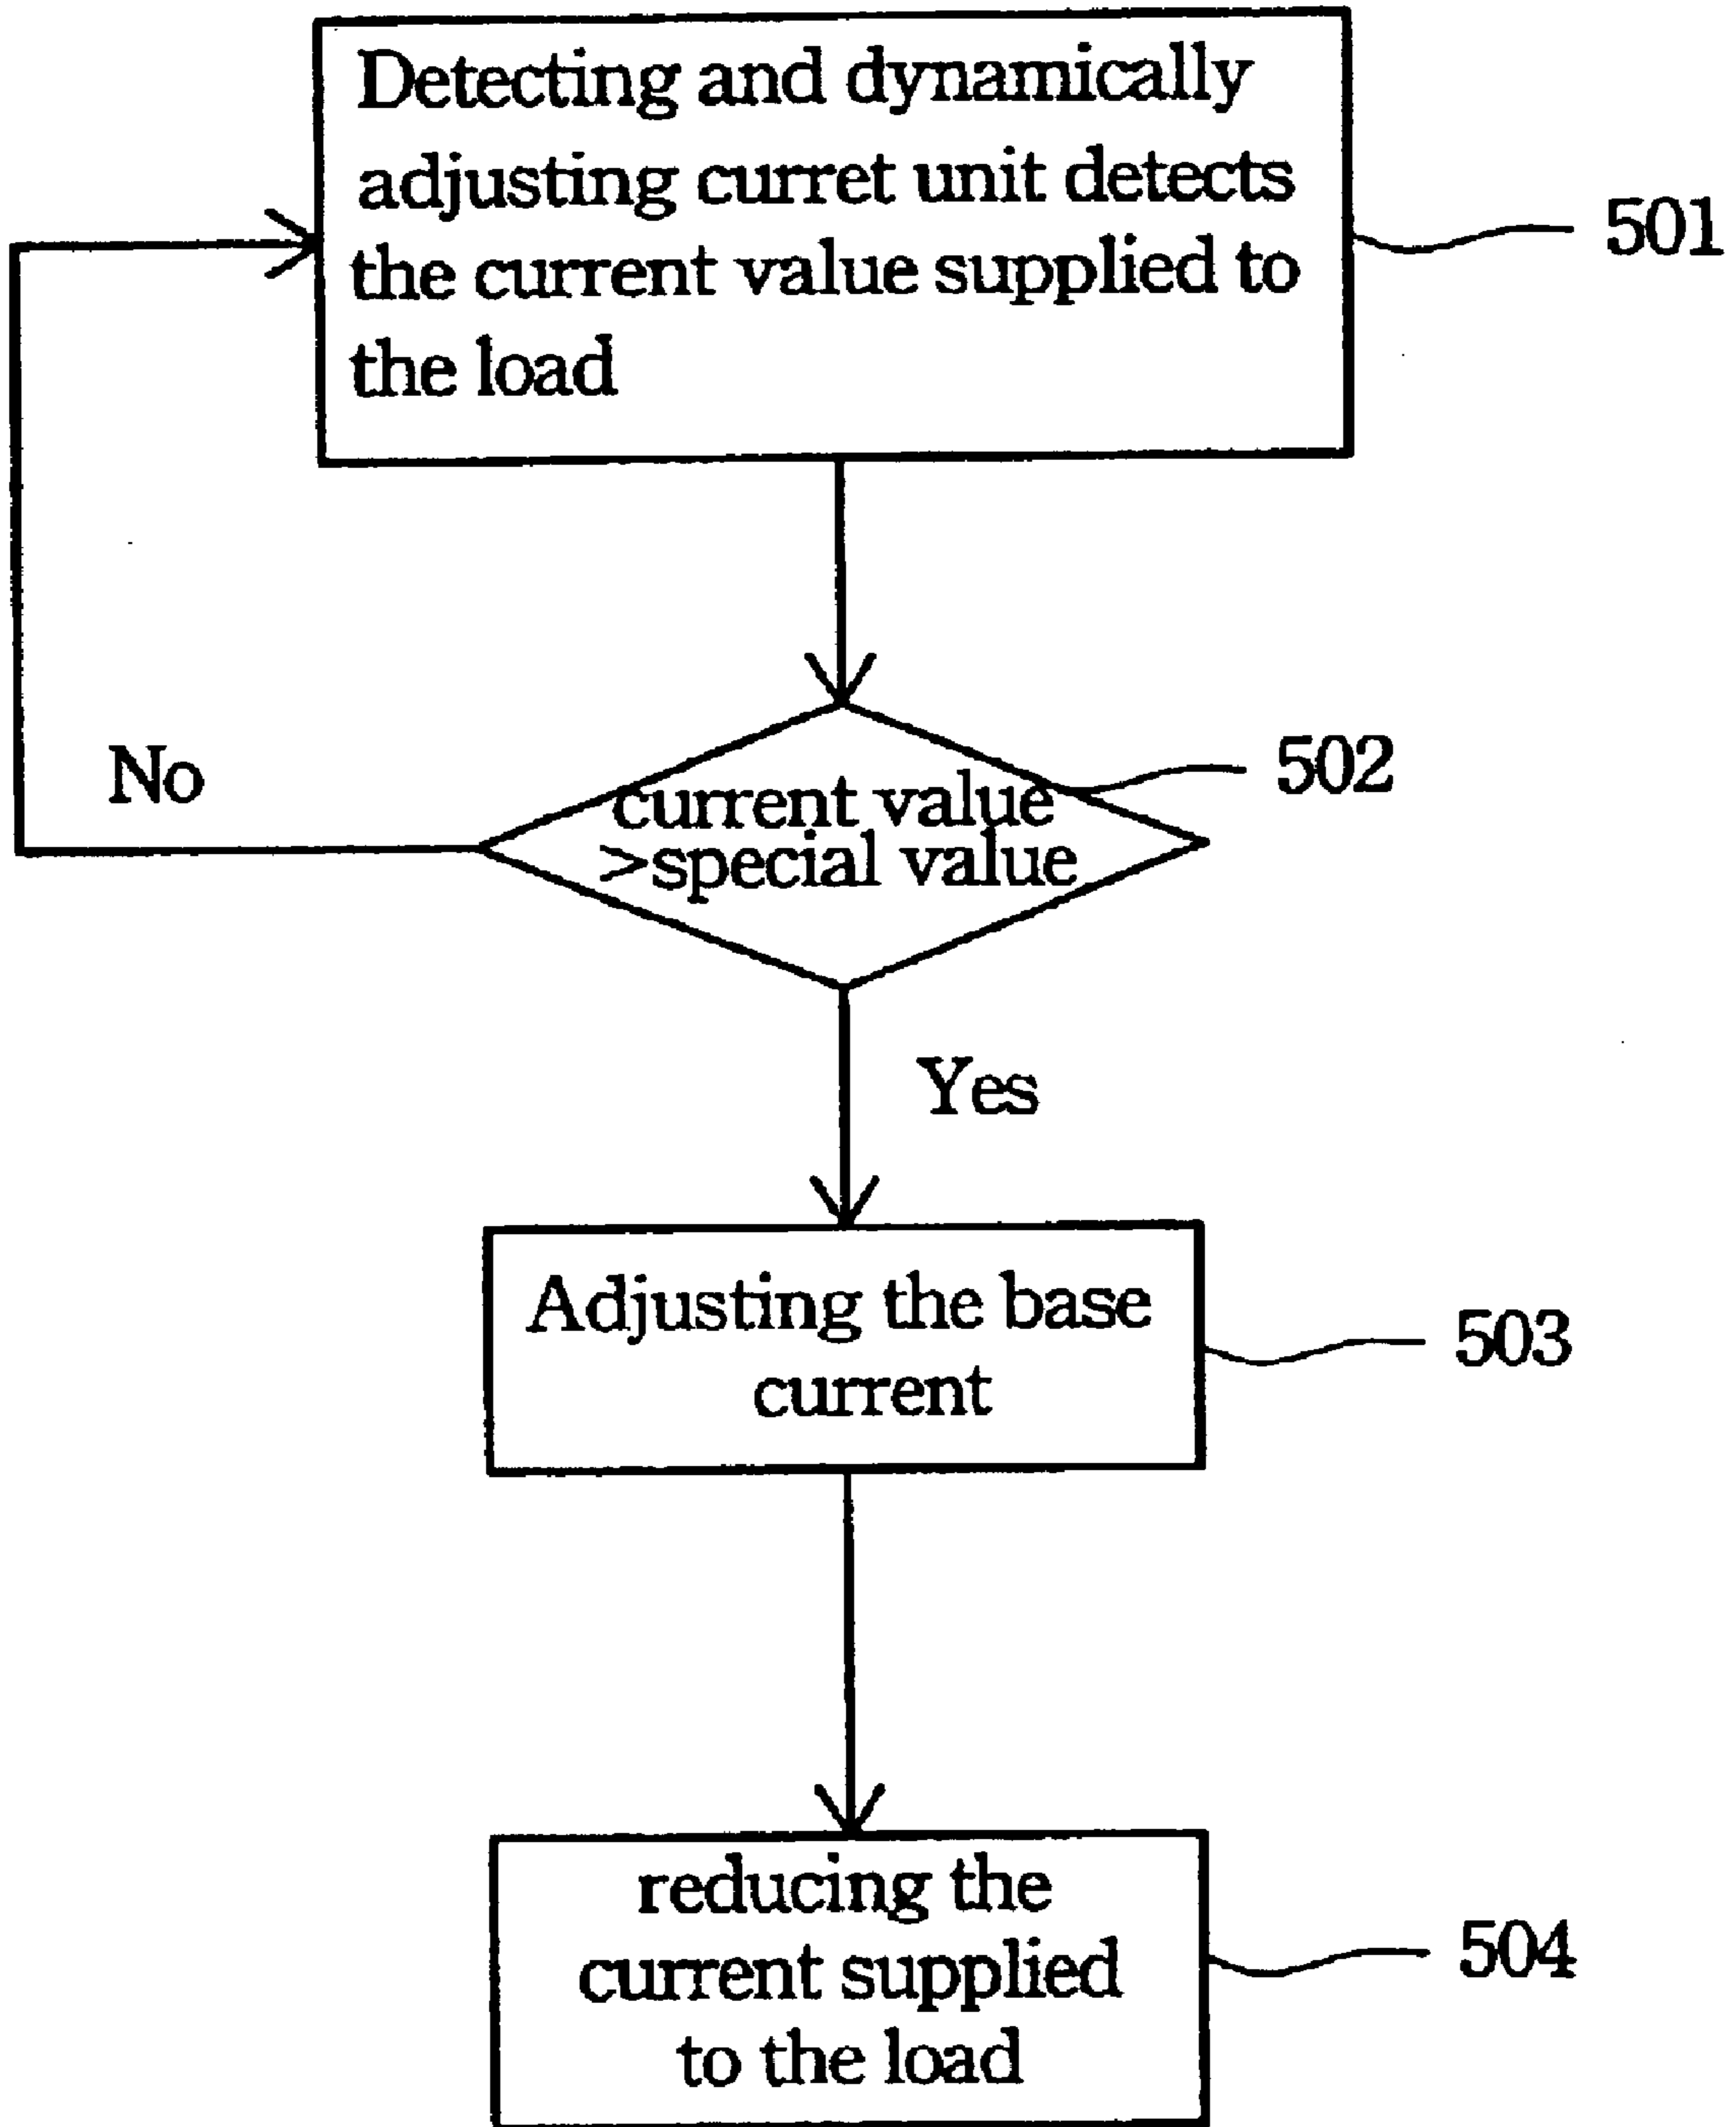 Detecting and dynamically
adjusting curret unit detects
the current value supplied to
the load
501
No
502
current value
>special value
Yes
Adjusting the base
current
503
reducing the
current supplied
to the load
504